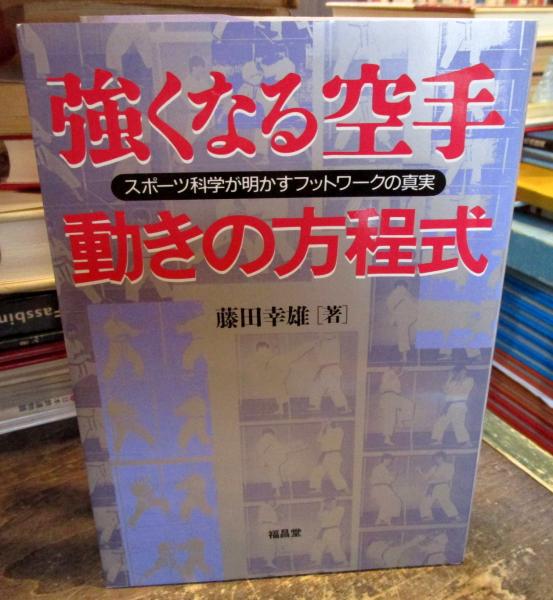 強くなる空手
スポーツ科学が明かすフットワークの真実
動きの方程式
藤田幸雄[著]
福昌堂
Fassbin